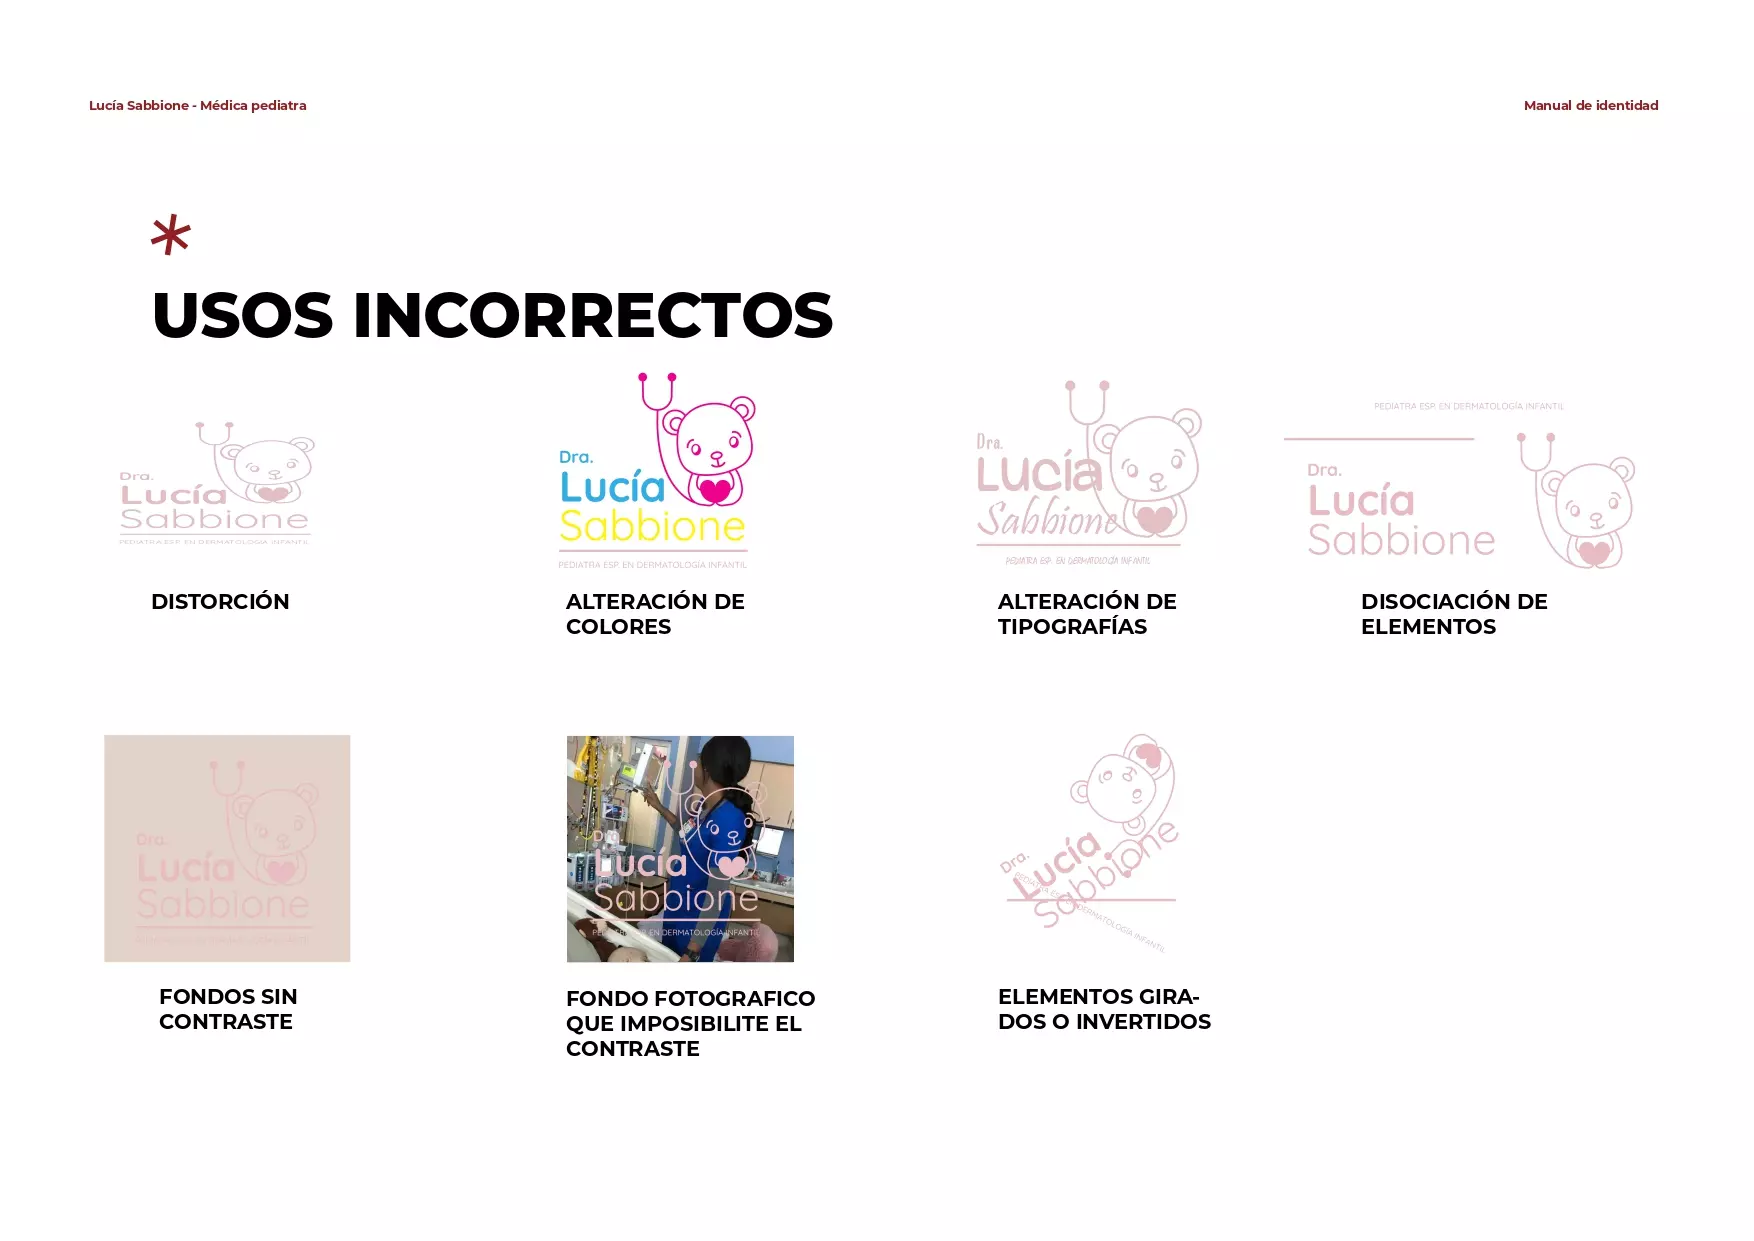 Lucía Sabbione - Médica pediatra
Manual de identidad
USOS INCORRECTOS
Dra.
Lucía
Sabbione
PEDIATRA ESP. EN DERMATOLOGÍA INFANTIL
DISTORCIÓN
Dra.
Lucía
Sabbione
PEDIATRA ESP. EN DERMATOLOGÍA INFANTIL
ALTERACIÓN DE
COLORES
Dra.
Lucía
Sabbione
PEDIATRA ESP. EN DERMATOLOGÍA INFANTIL
ALTERACIÓN DE
TIPOGRAFÍAS
PEDIATRA ESP. EN DERMATOLOGÍA INFANTIL
Dra.
Lucía
Sabbione
DISOCIACIÓN DE
ELEMENTOS
Dra.
Lucía
Sabbione
FONDOS SIN
CONTRASTE
Dra.
Lucía
Sabbione
PEDIATRA ESP. EN DERMATOLOGÍA INFANTIL
FONDO FOTOGRAFICO
QUE IMPOSIBILITE EL
CONTRASTE
Dra.
Lucía
Sabbione
PEDIATRA ESP. EN DERMATOLOGÍA INFANTIL
ELEMENTOS GIRA-
DOS O INVERTIDOS